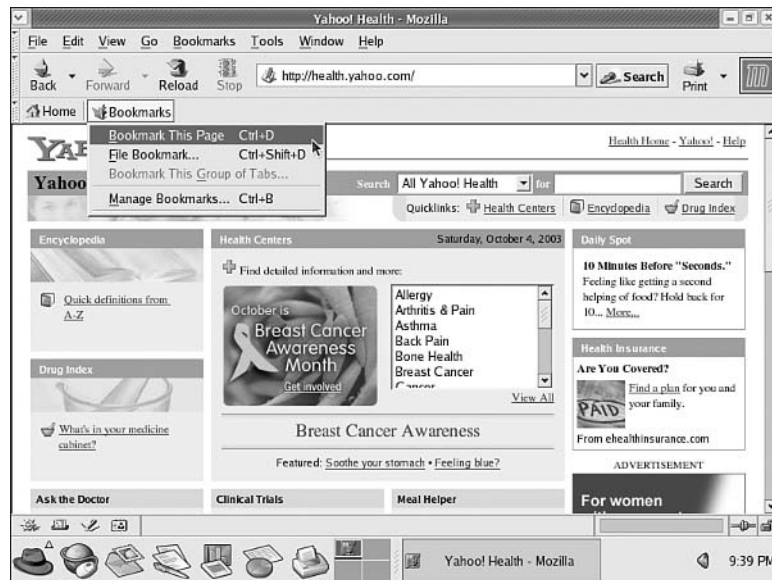 Yahoo! Health - Mozilla
File Edit View Go Bookmarks Tools Window Help
Back Forward Reload Stop http://health.yahoo.com/ Search Print
Home Bookmarks
Bookmark This Page Ctrl+D
File Bookmark... Ctrl+Shift+D
Bookmark This Group of Tabs...
Manage Bookmarks... Ctrl+B
Health Home - Yahoo! - Help
Yahoo
Search All Yahoo! Health for Search
Quicklinks: Health Centers Encyclopedia Drug Index
Encyclopedia
Quick definitions from
A-Z
Drug Index
What's in your medicine
cabinet?
Health Centers Saturday, October 4, 2003
Find detailed information and more:
October is
Breast Cancer
Awareness
Month
Get involved
Allergy
Arthritis & Pain
Asthma
Back Pain
Bone Health
Breast Cancer
Cancer
View All
Breast Cancer Awareness
Featured: Soothe your stomach • Feeling blue?
Daily Spot
10 Minutes Before "Seconds."
Feeling like getting a second
helping of food? Hold back for
10... More...
Health Insurance
Are You Covered?
PAID
Find a plan for you and
your family.
From ehealthinsurance.com
ADVERTISEMENT
For women
Ask the Doctor Clinical Trials Meal Helper
Yahoo! Health - Mozilla 9:39 PM